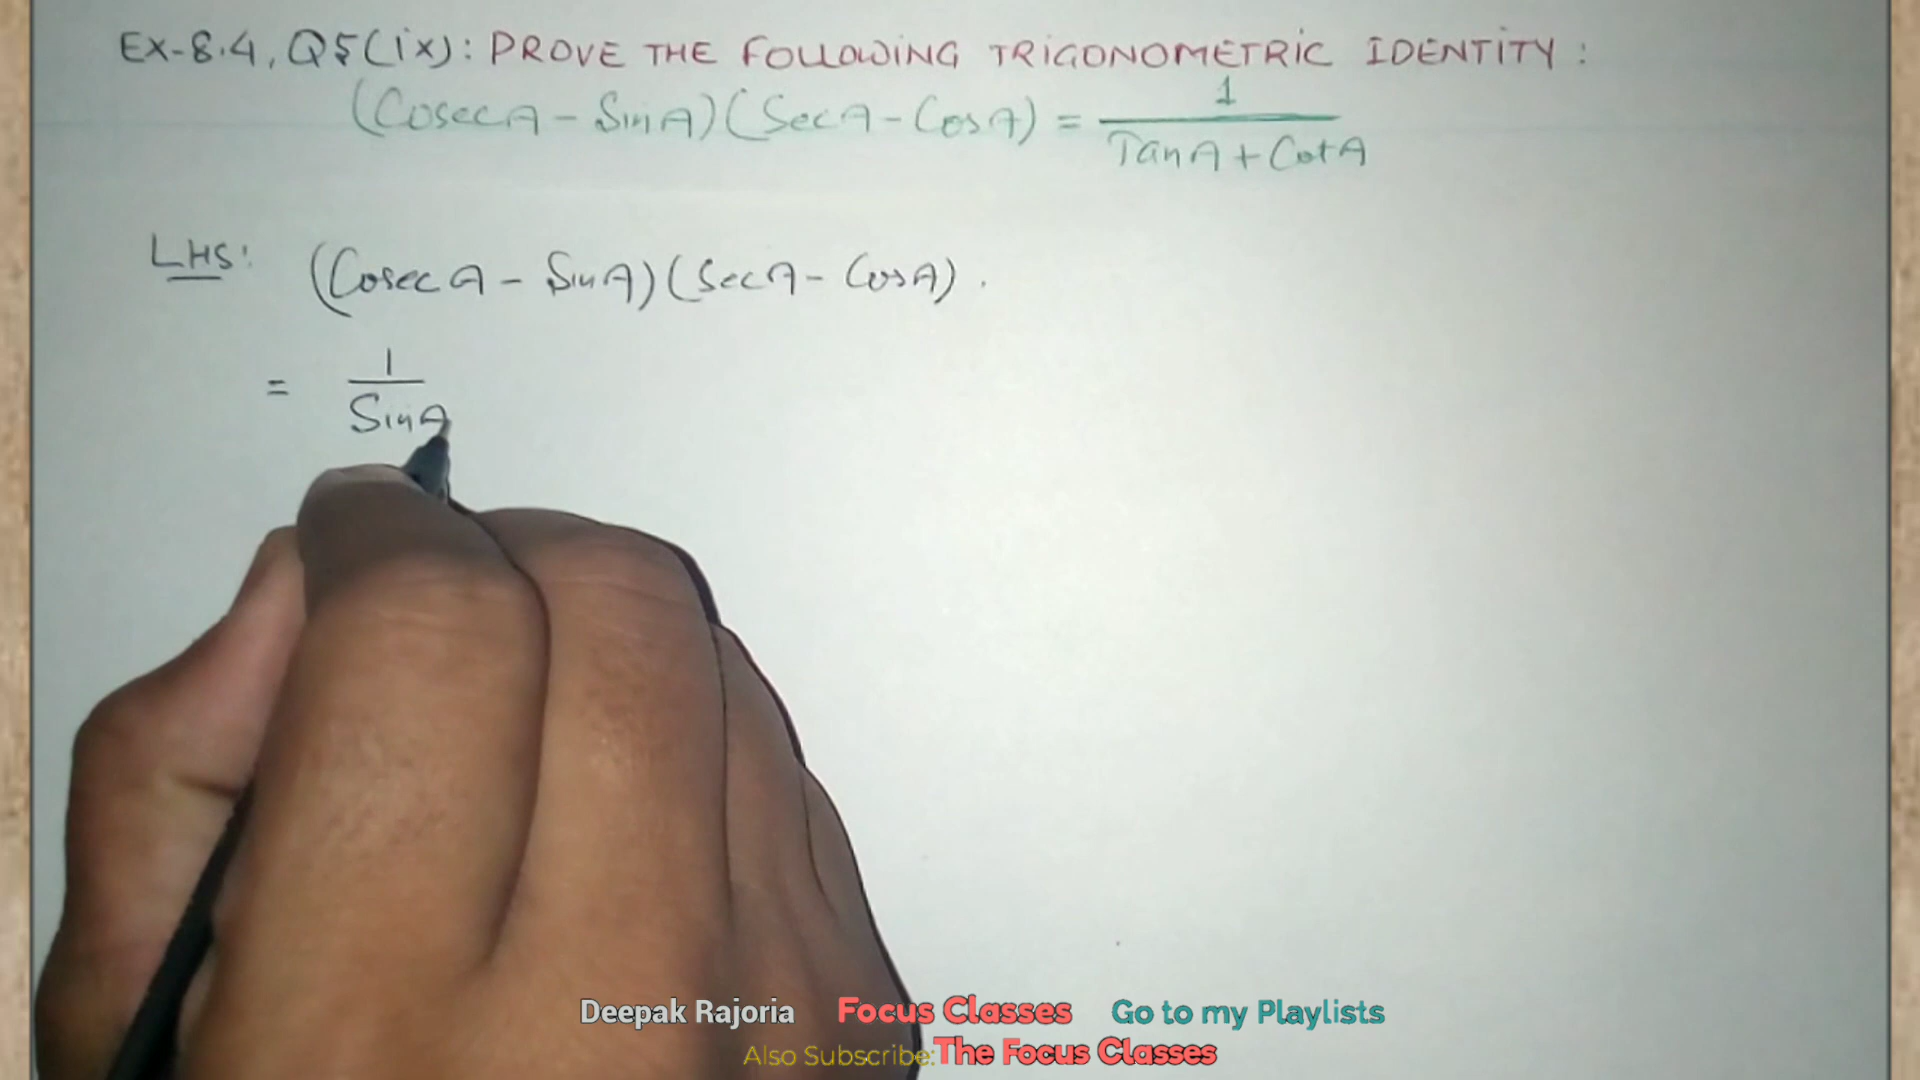 EX-8.4, Q5(ix): PROVE THE FOLLOWING TRIGONOMETRIC IDENTITY :
(CosecA - SinA)(SecA - CosA) = 1/(TanA + CotA)
LHS: (CosecA - SinA)(SecA - CosA).
= 1/SinA
Deepak Rajoria Focus Classes Go to my Playlists
Also Subscribe: The Focus Classes